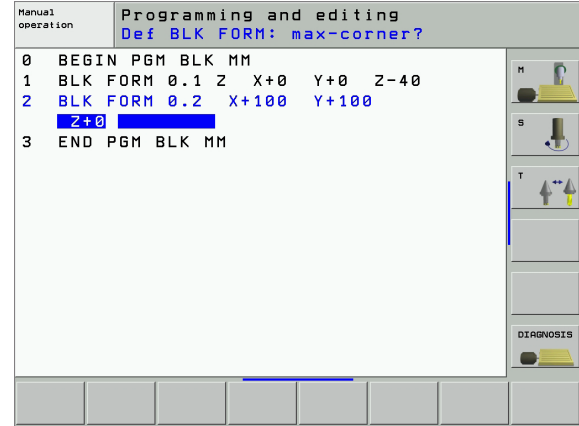 Manual
operation
Programming and editing
Def BLK FORM: max-corner?
0 BEGIN PGM BLK MM
1 BLK FORM 0.1 Z X+0 Y+0 Z-40
2 BLK FORM 0.2 X+100 Y+100
Z+0
3 END PGM BLK MM
M
S
T
DIAGNOSIS